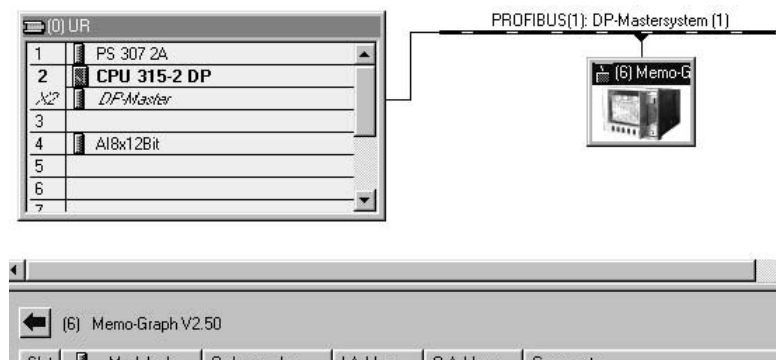 (0) UR
PROFIBUS(1): DP-Mastersystem (1)
1 PS 307 2A
2 CPU 315-2 DP
X2 DP-Master
3
4 AI8x12Bit
5
6
7
(6) Memo-G
(6) Memo-Graph V2.50